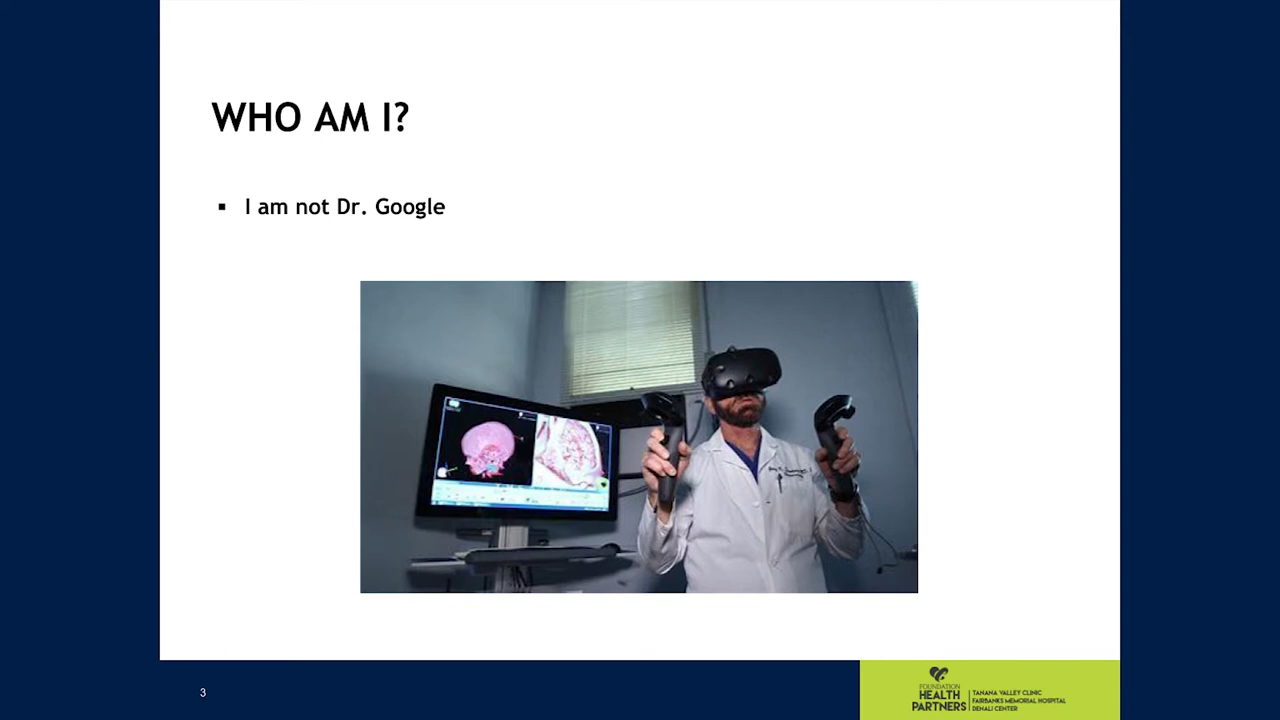 WHO AM I?
▪ I am not Dr. Google
3
FOUNDATION
HEALTH
PARTNERS
TANANA VALLEY CLINIC
FAIRBANKS MEMORIAL HOSPITAL
DENALI CENTER